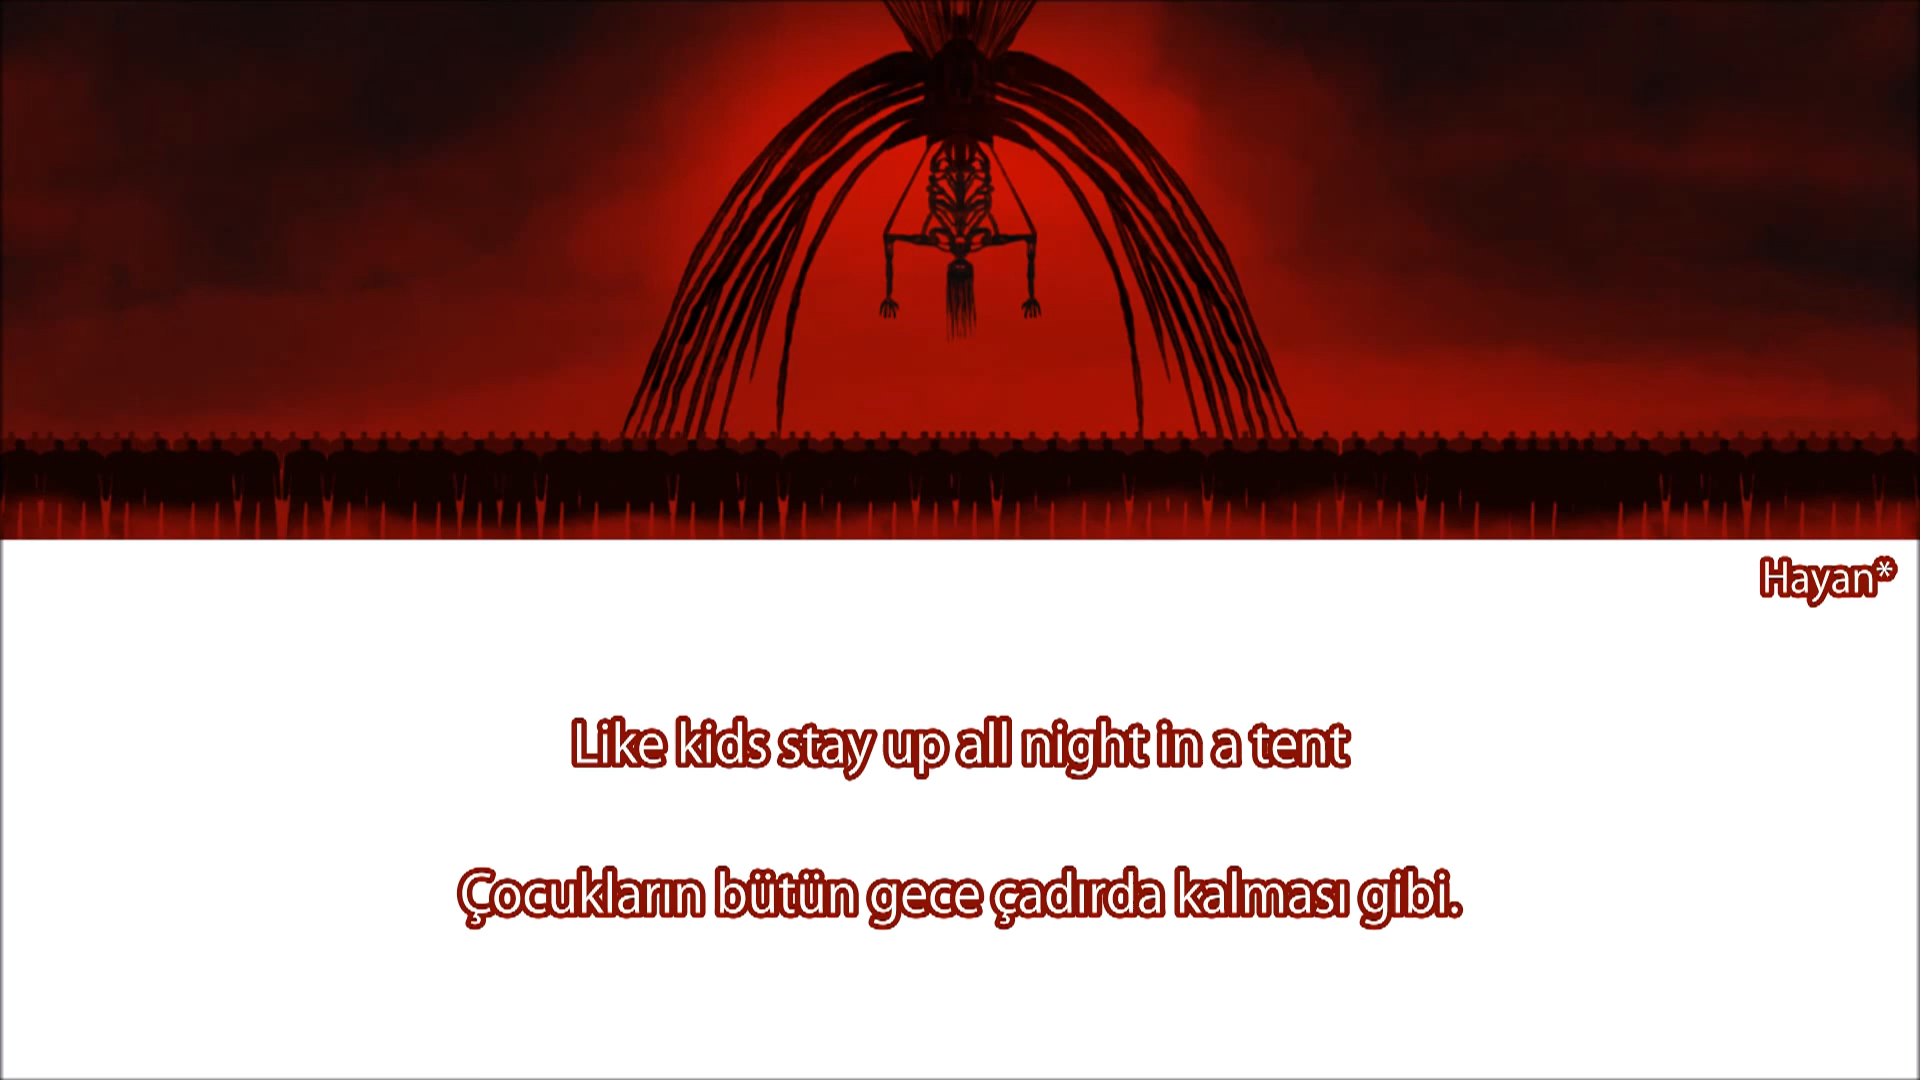 Hayan*
Like kids stay up all night in a tent
Çocukların bütün gece çadırda kalması gibi.